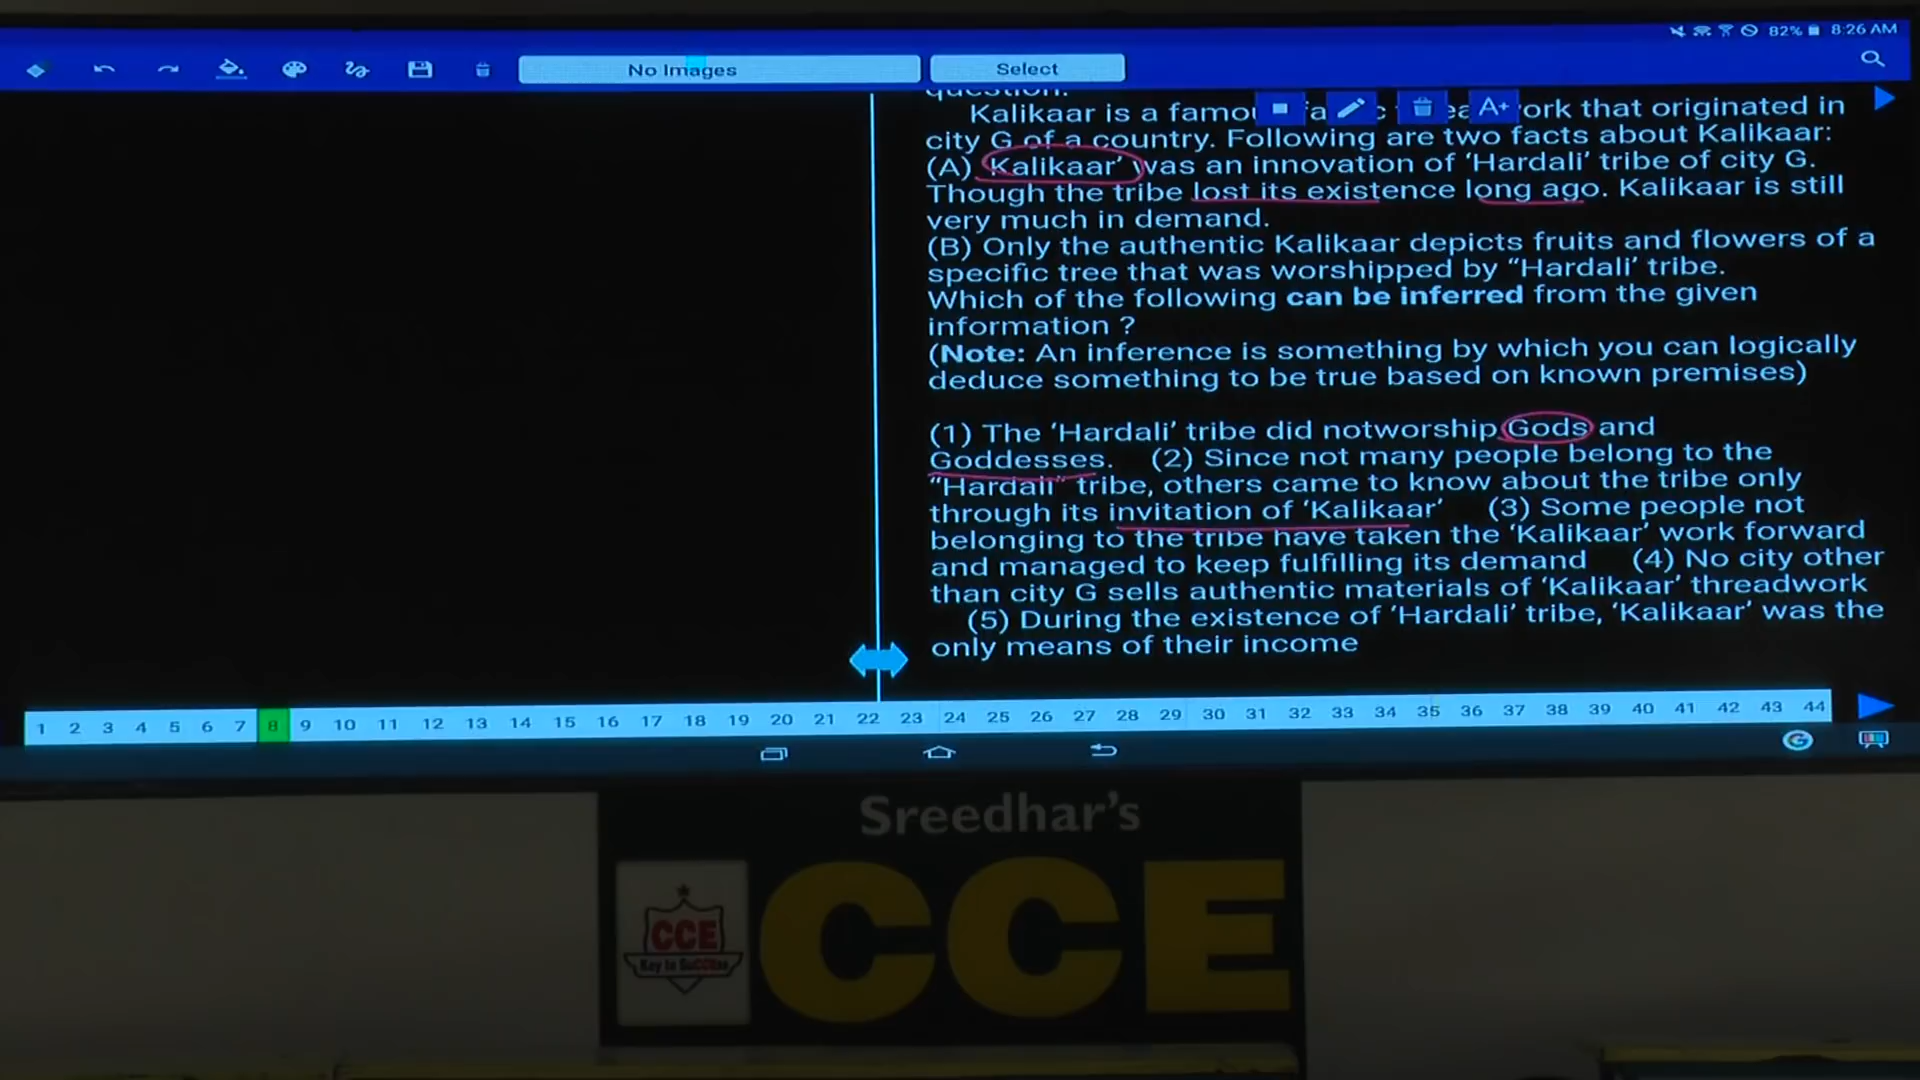 82% 8:26 AM
No Images Select
question.
A+
Kalikaar is a famou ork that originated in
city G of a country. Following are two facts about Kalikaar:
(A) Kalikaar’ was an innovation of ‘Hardali’ tribe of city G.
Though the tribe lost its existence long ago. Kalikaar is still
very much in demand.
(B) Only the authentic Kalikaar depicts fruits and flowers of a
specific tree that was worshipped by “Hardali’ tribe.
Which of the following can be inferred from the given
information ?
(Note: An inference is something by which you can logically
deduce something to be true based on known premises)
(1) The ‘Hardali’ tribe did notworship Gods and
Goddesses. (2) Since not many people belong to the
“Hardali” tribe, others came to know about the tribe only
through its invitation of ‘Kalikaar’ (3) Some people not
belonging to the tribe have taken the ‘Kalikaar’ work forward
and managed to keep fulfilling its demand (4) No city other
than city G sells authentic materials of ‘Kalikaar’ threadwork
(5) During the existence of ‘Hardali’ tribe, ‘Kalikaar’ was the
only means of their income
1 2 3 4 5 6 7 8 9 10 11 12 13 14 15 16 17 18 19 20 21 22 23 24 25 26 27 28 29 30 31 32 33 34 35 36 37 38 39 40 41 42 43 44
G
Sreedhar’s
CCE
CCE
Key to Success